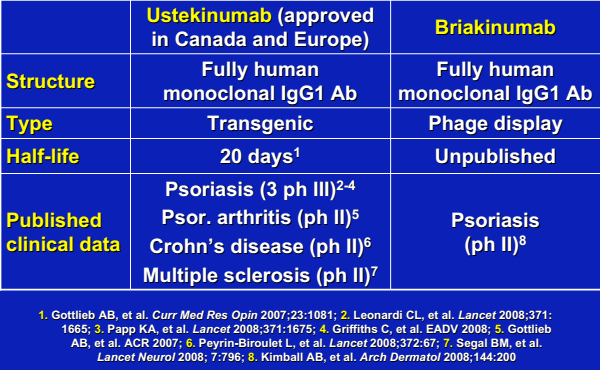 Ustekinumab (approved in Canada and Europe)
Briakinumab
Structure
Fully human monoclonal IgG1 Ab
Fully human monoclonal IgG1 Ab
Type
Transgenic
Phage display
Half-life
20 days1
Unpublished
Published clinical data
Psoriasis (3 ph III)2-4
Psor. arthritis (ph II)5
Crohn's disease (ph II)6
Multiple sclerosis (ph II)7
Psoriasis (ph II)8
1. Gottlieb AB, et al. Curr Med Res Opin 2007;23:1081; 2. Leonardi CL, et al. Lancet 2008;371:
1665; 3. Papp KA, et al. Lancet 2008;371:1675; 4. Griffiths C, et al. EADV 2008; 5. Gottlieb
AB, et al. ACR 2007; 6. Peyrin-Biroulet L, et al. Lancet 2008;372:67; 7. Segal BM, et al.
Lancet Neurol 2008; 7:796; 8. Kimball AB, et al. Arch Dermatol 2008;144:200